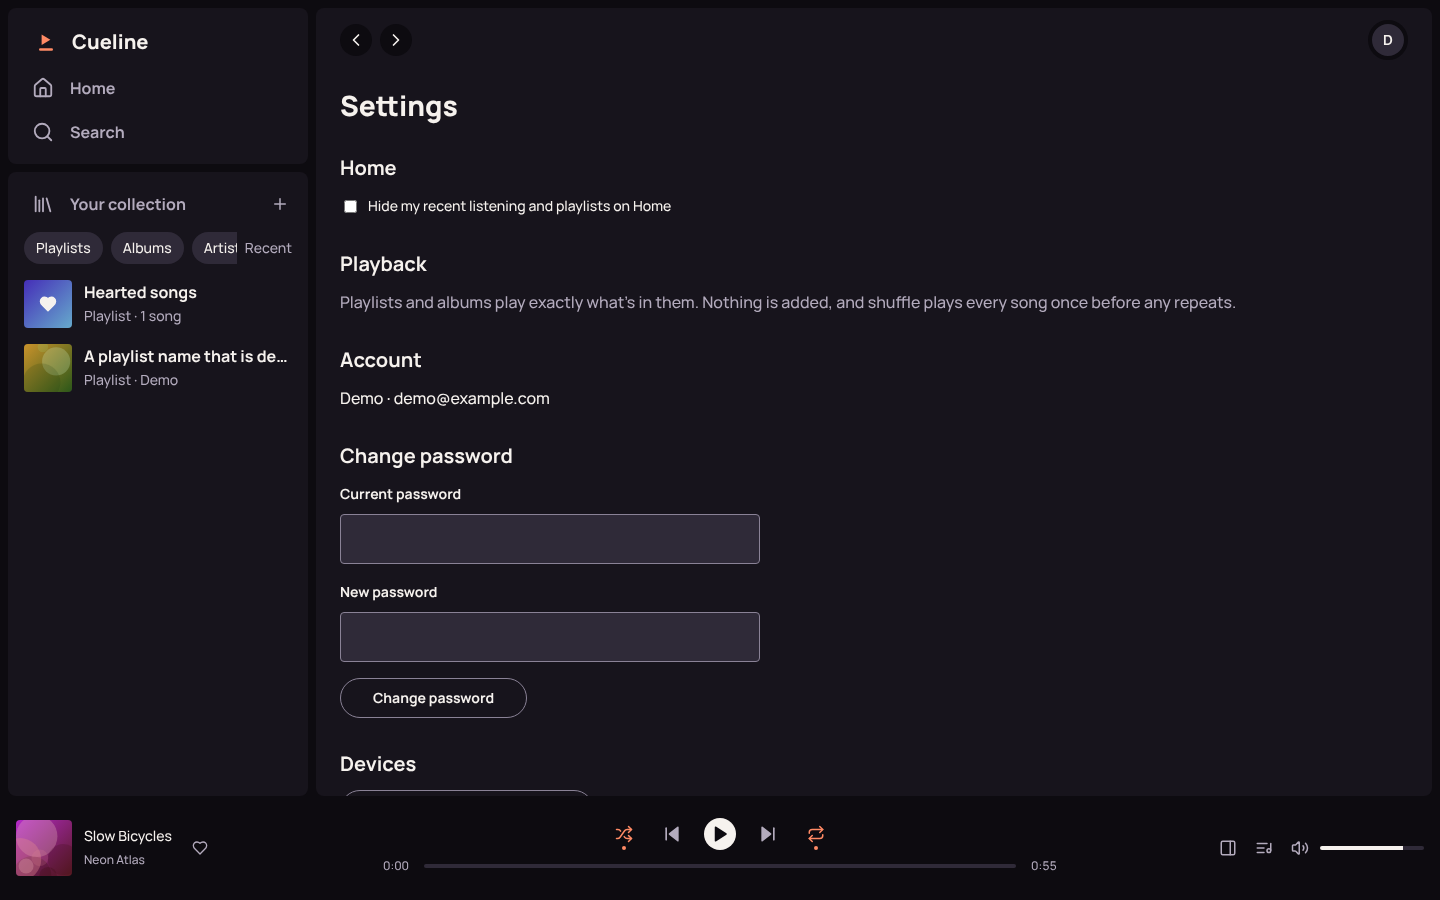 Cueline
Home
Search
Your collection
Playlists
Albums
Artist
Recent
Hearted songs
Playlist · 1 song
A playlist name that is de…
Playlist · Demo
D
Settings
Home
Hide my recent listening and playlists on Home
Playback
Playlists and albums play exactly what's in them. Nothing is added, and shuffle plays every song once before any repeats.
Account
Demo · demo@example.com
Change password
Current password
New password
Change password
Devices
Slow Bicycles
Neon Atlas
0:00
0:55